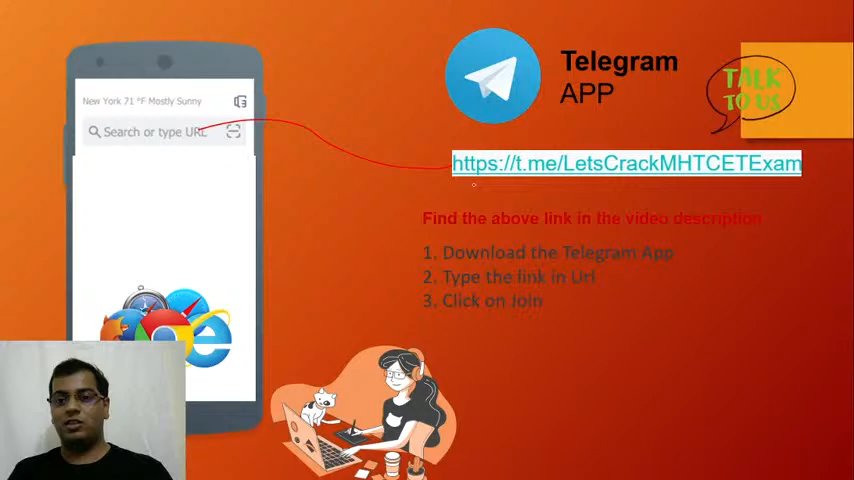 New York 71 °F Mostly Sunny
Search or type URL
Telegram
APP
TALK
TO US
https://t.me/LetsCrackMHTCETExam
Find the above link in the video description
1. Download the Telegram App
2. Type the link in Url
3. Click on Join